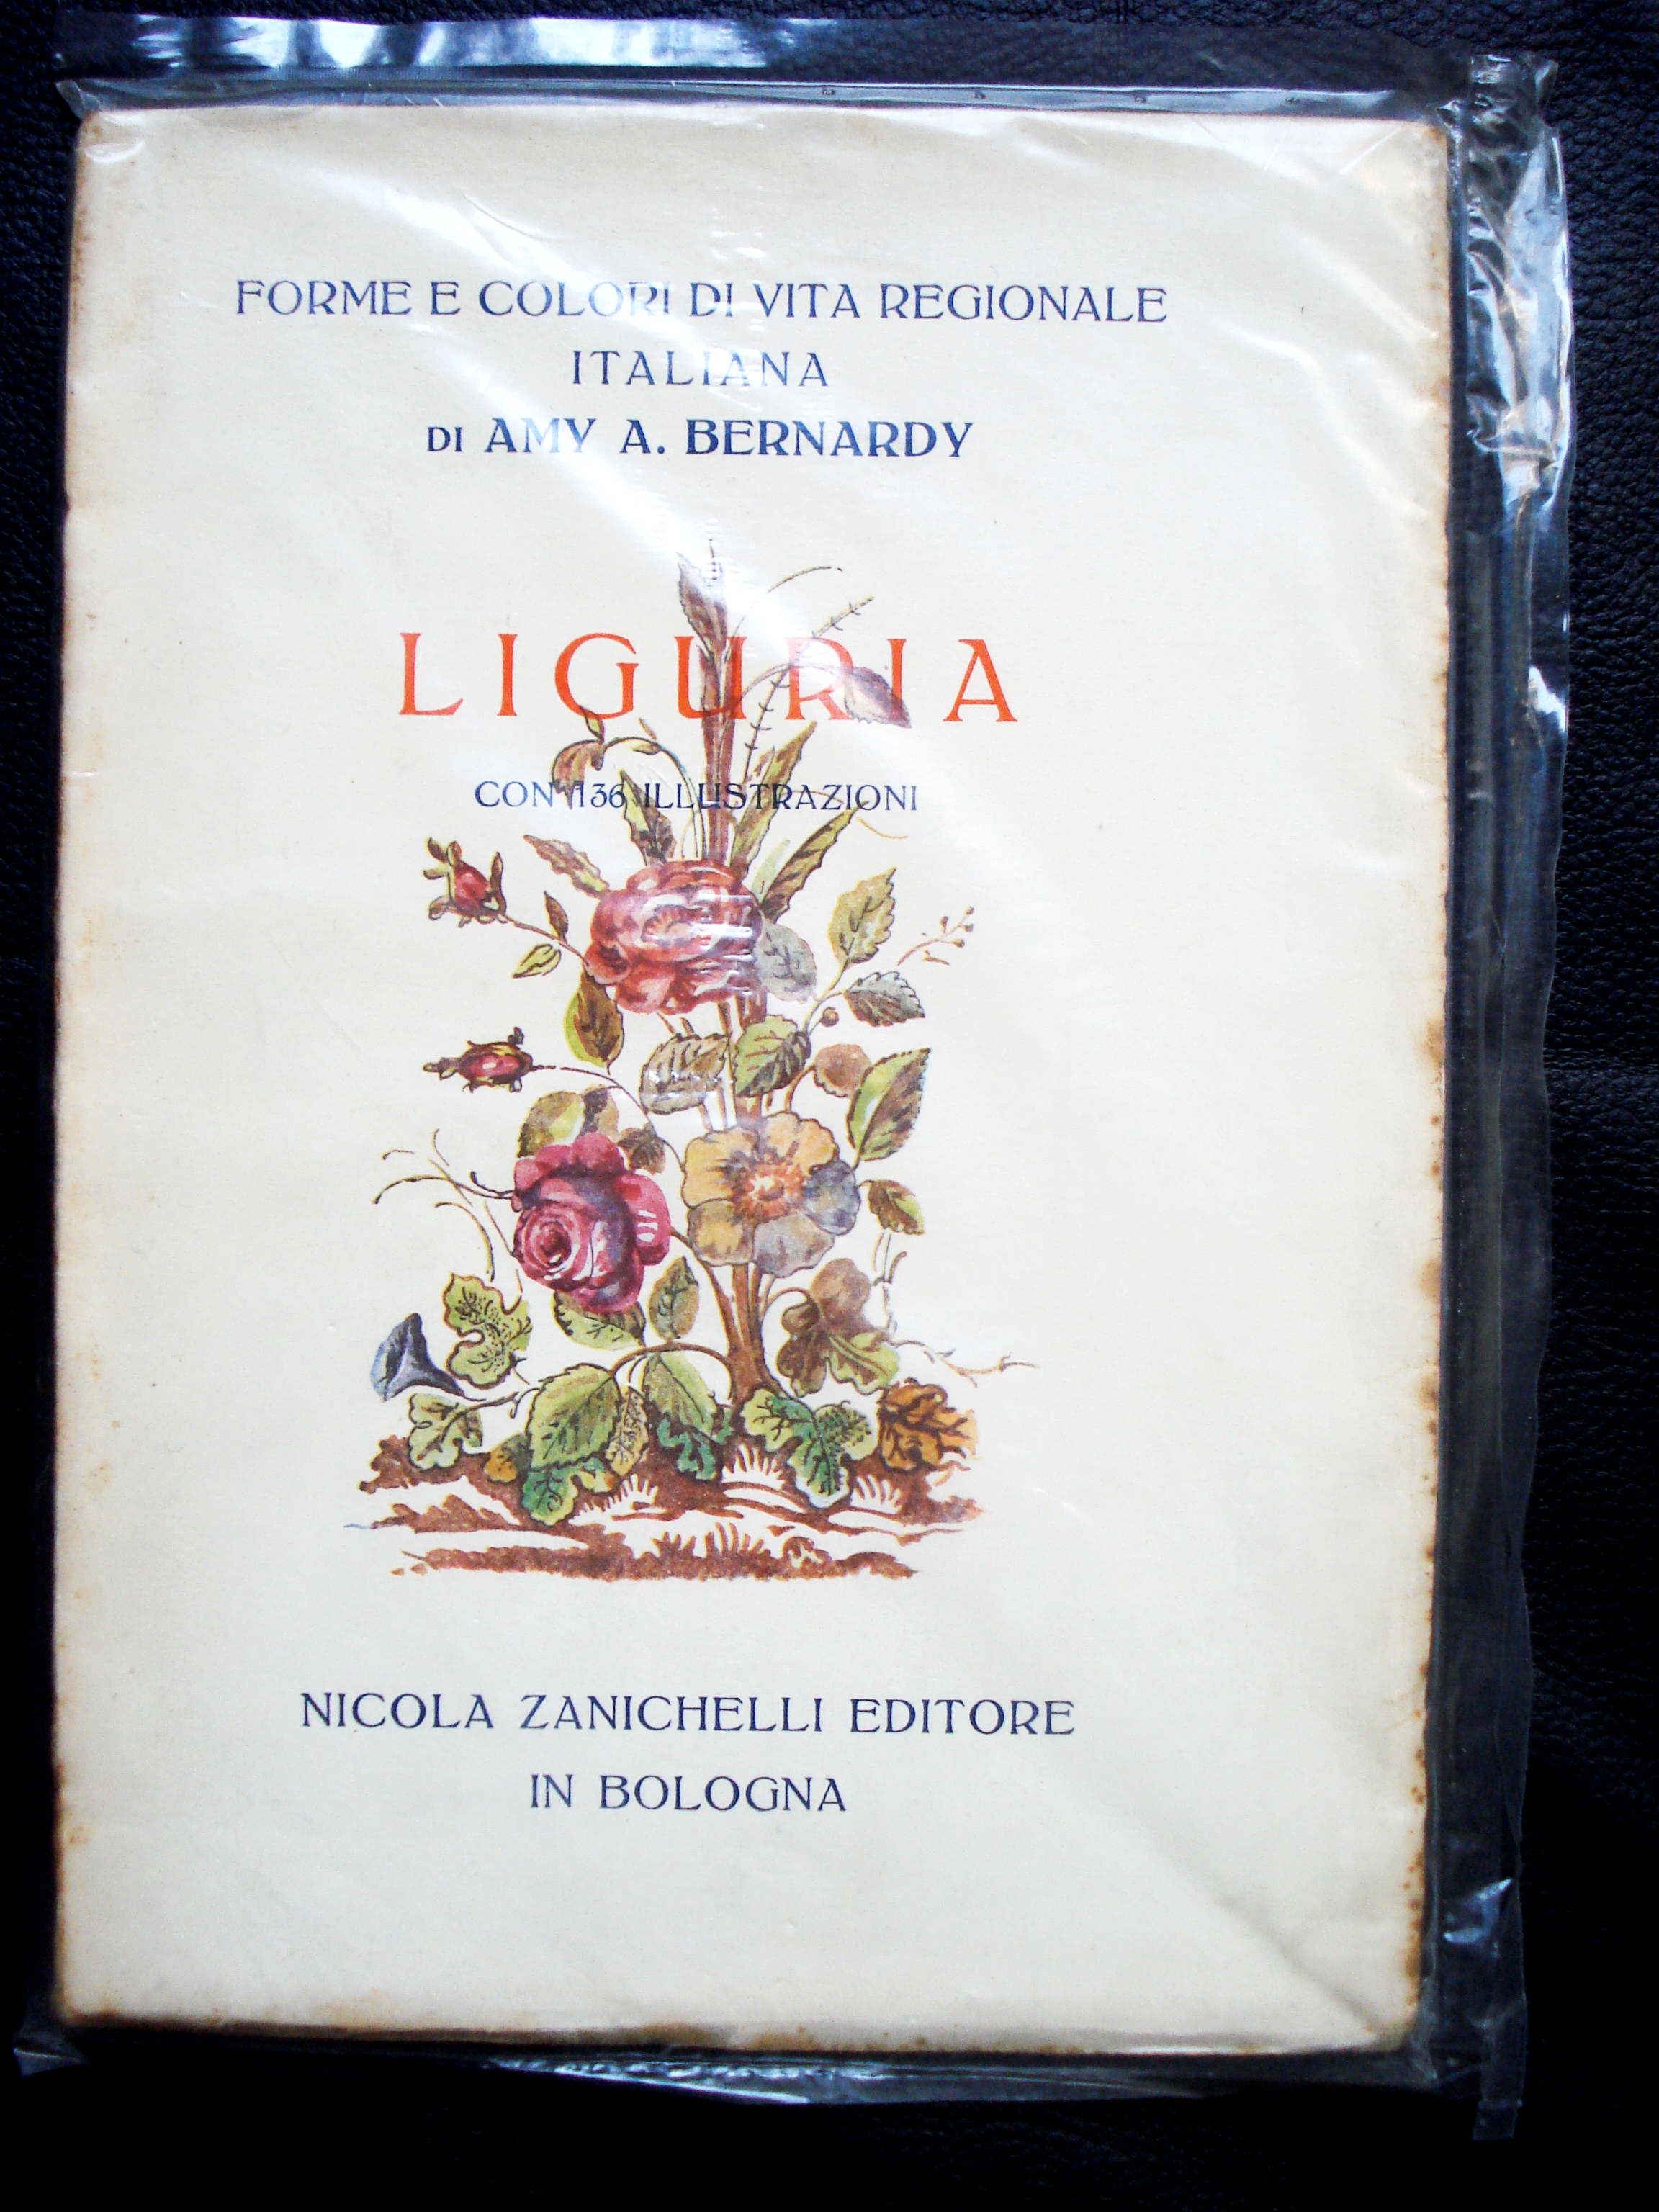 FORME E COLORI DI VITA REGIONALE
ITALIANA
DI AMY A. BERNARDY
LIGURIA
CON 136 ILLUSTRAZIONI
NICOLA ZANICHELLI EDITORE
IN BOLOGNA